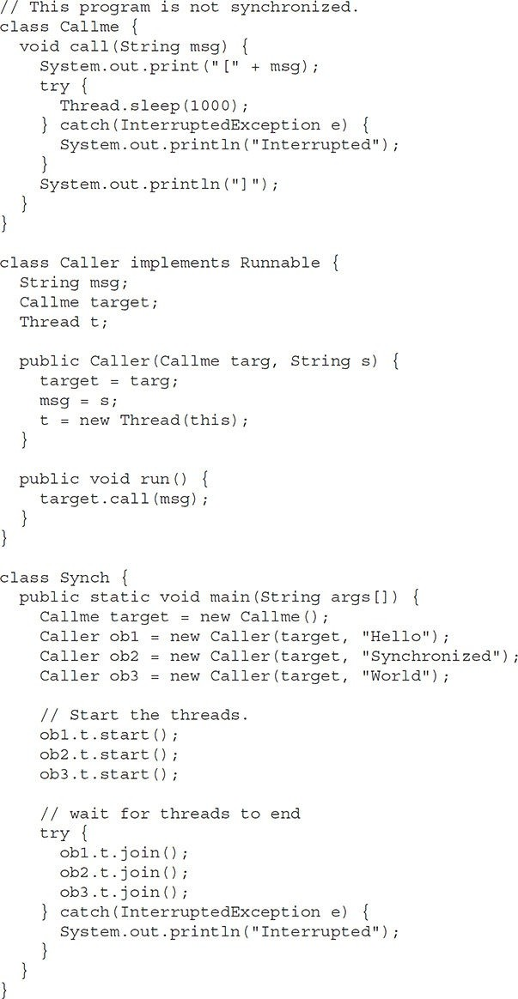 // This program is not synchronized.
class Callme {
  void call(String msg) {
    System.out.print("[" + msg);
    try {
      Thread.sleep(1000);
    } catch(InterruptedException e) {
      System.out.println("Interrupted");
    }
    System.out.println("]");
  }
}

class Caller implements Runnable {
  String msg;
  Callme target;
  Thread t;

  public Caller(Callme targ, String s) {
    target = targ;
    msg = s;
    t = new Thread(this);
  }

  public void run() {
    target.call(msg);
  }
}

class Synch {
  public static void main(String args[]) {
    Callme target = new Callme();
    Caller ob1 = new Caller(target, "Hello");
    Caller ob2 = new Caller(target, "Synchronized");
    Caller ob3 = new Caller(target, "World");

    // Start the threads.
    ob1.t.start();
    ob2.t.start();
    ob3.t.start();

    // wait for threads to end
    try {
      ob1.t.join();
      ob2.t.join();
      ob3.t.join();
    } catch(InterruptedException e) {
      System.out.println("Interrupted");
    }
  }
}